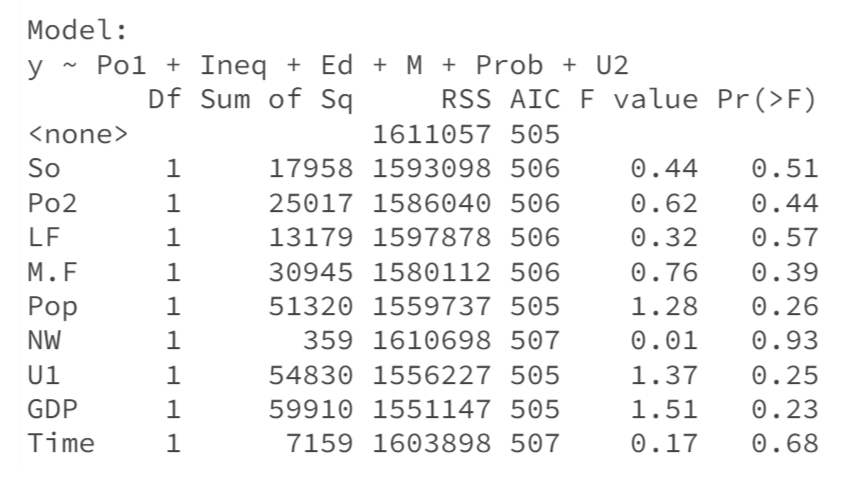 Model:
y ~ Po1 + Ineq + Ed + M + Prob + U2
Df Sum of Sq RSS AIC F value Pr(>F)
<none> 1611057 505
So 1 17958 1593098 506 0.44 0.51
Po2 1 25017 1586040 506 0.62 0.44
LF 1 13179 1597878 506 0.32 0.57
M.F 1 30945 1580112 506 0.76 0.39
Pop 1 51320 1559737 505 1.28 0.26
NW 1 359 1610698 507 0.01 0.93
U1 1 54830 1556227 505 1.37 0.25
GDP 1 59910 1551147 505 1.51 0.23
Time 1 7159 1603898 507 0.17 0.68